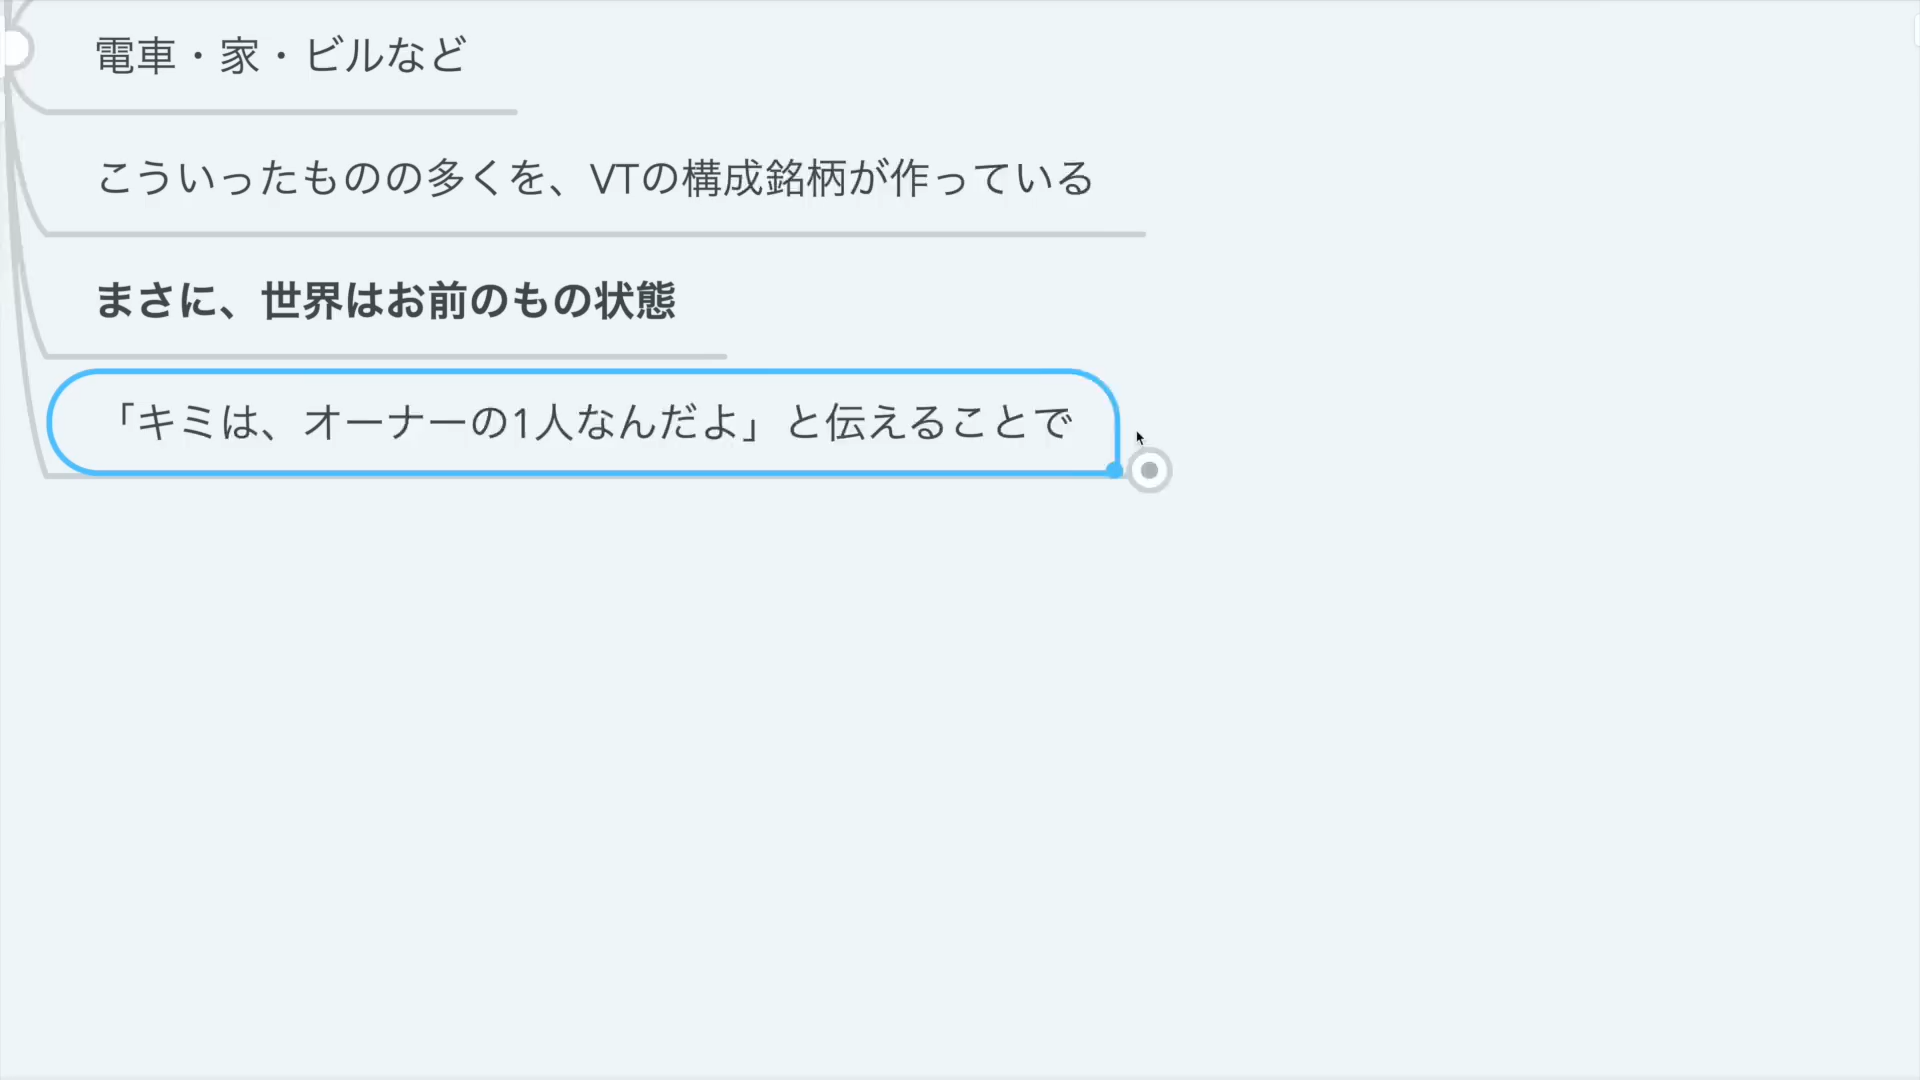 電車・家・ビルなど
こういったものの多くを、VTの構成銘柄が作っている
まさに、世界はお前のもの状態
「キミは、オーナーの1人なんだよ」と伝えることで